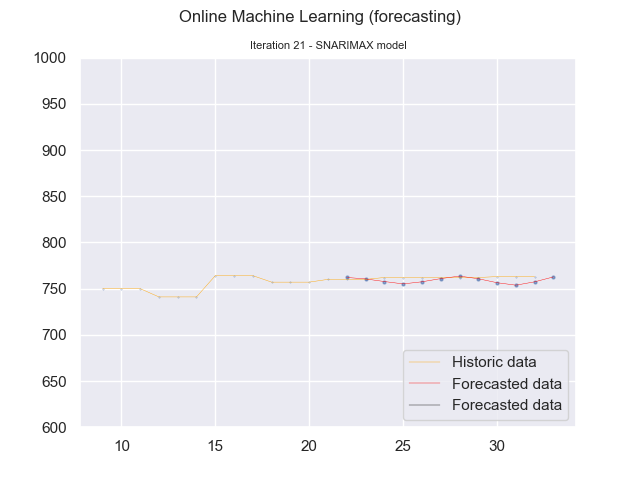 Online Machine Learning (forecasting)
Iteration 21 - SNARIMAX model
1000
950
900
850
800
750
700
650
600
Historic data
Forecasted data
Forecasted data
10 15 20 25 30